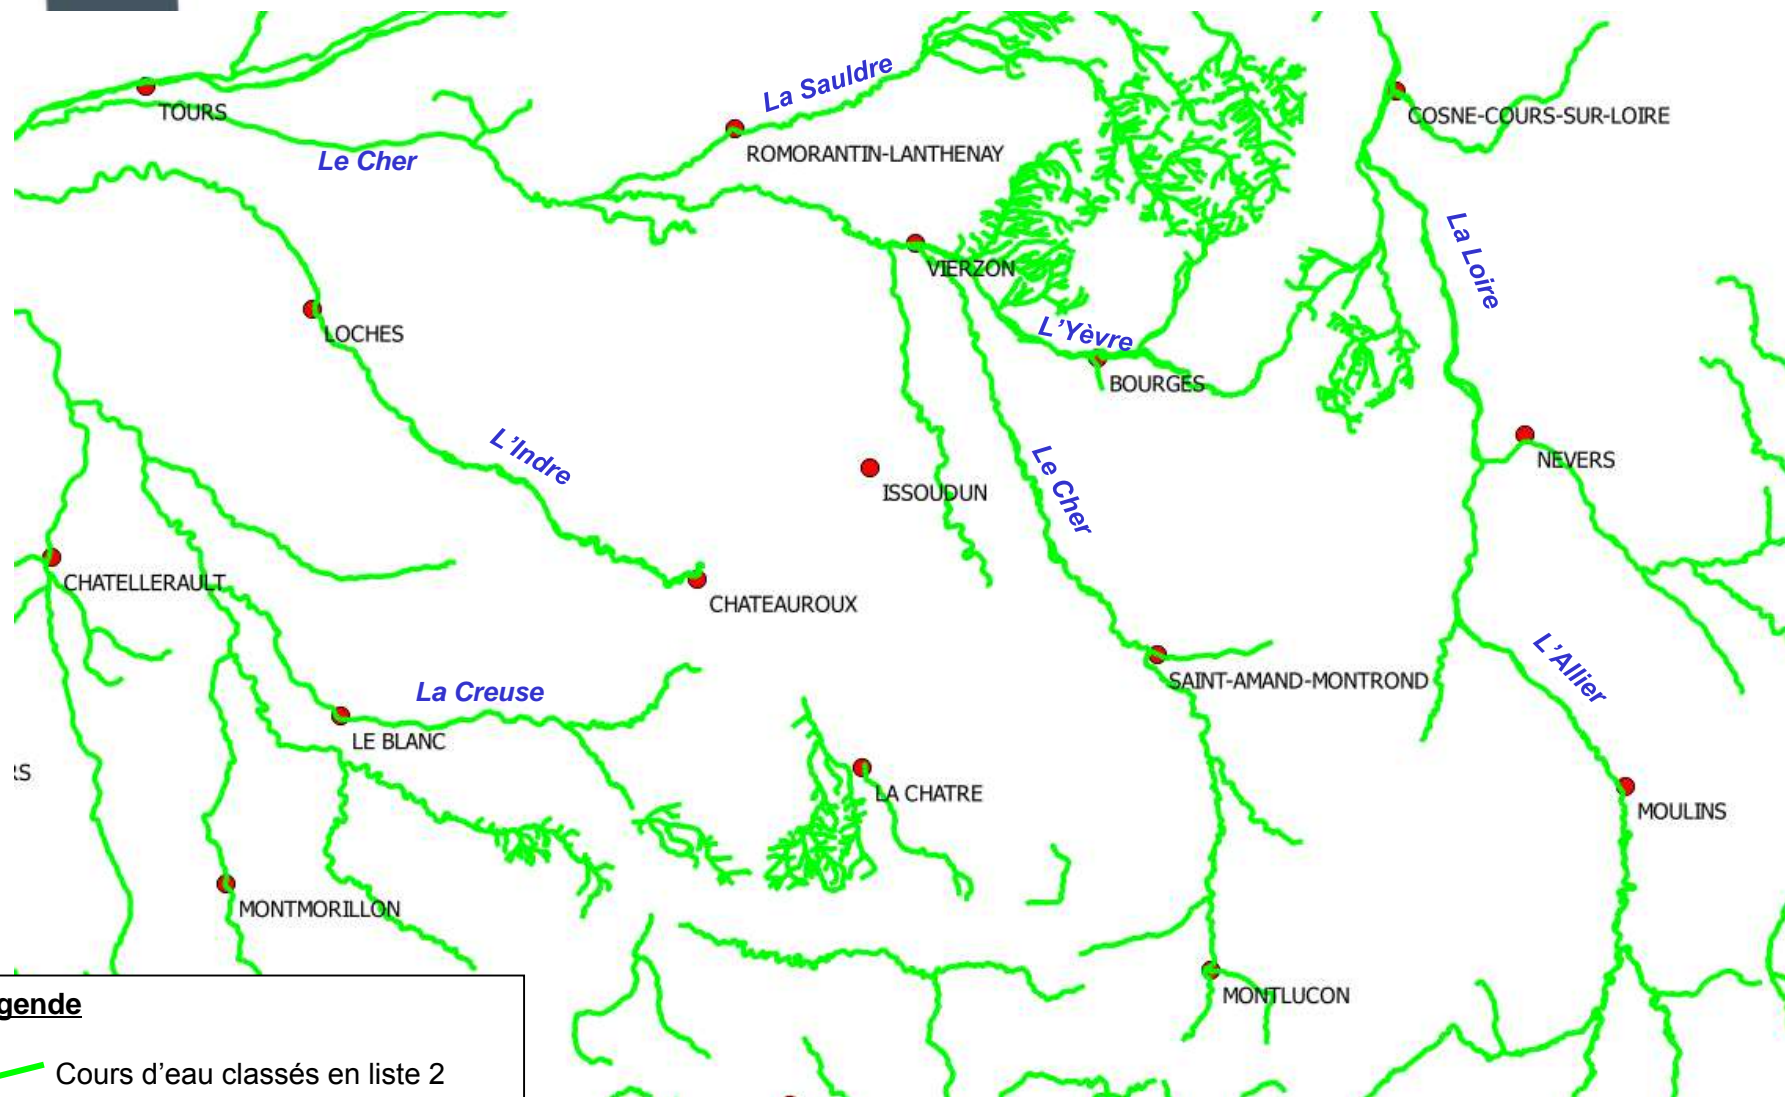 TOURS
COSNE-COURS-SUR-LOIRE
La Sauldre
Le Cher
ROMORANTIN-LANTHENAY
La Loire
VIERZON
LOCHES
L’Yèvre
BOURGES
L’Indre
Le Cher
NEVERS
ISSOUDUN
CHATELLERAULT
CHATEAUROUX
L’Allier
SAINT-AMAND-MONTROND
La Creuse
LE BLANC
RS
LA CHATRE
MOULINS
MONTMORILLON
MONTLUCON
gende
Cours d’eau classés en liste 2